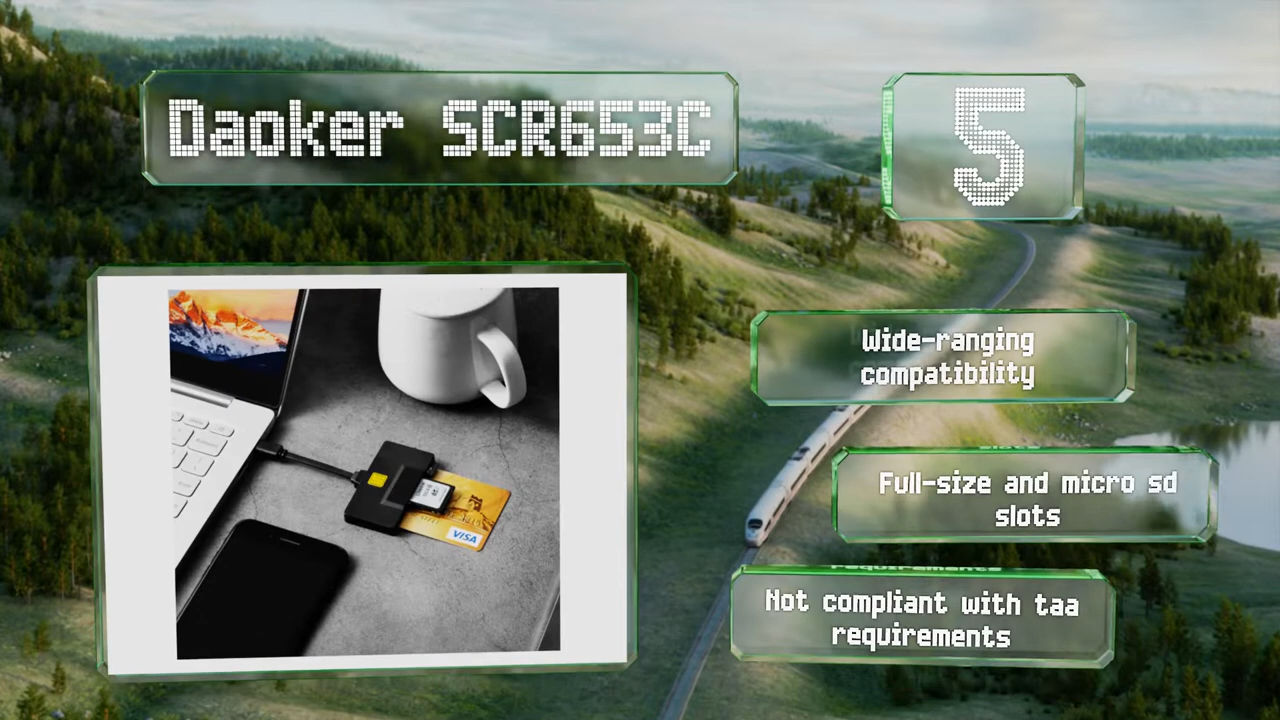 Daoker SCR653C
5
Wide-ranging
compatibility
Full-size and micro sd
slots
Not compliant with taa
requirements
VISA